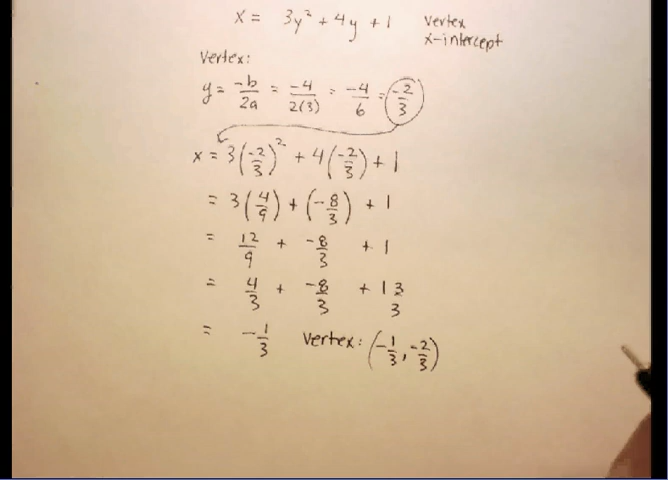 x = 3y² + 4y + 1 Vertex
x-intercept
Vertex:
y = -b/2a = -4/2(3) = -4/6 = -2/3
x = 3(-2/3)² + 4(-2/3) + 1
= 3(4/9) + (-8/3) + 1
= 12/9 + -8/3 + 1
= 4/3 + -8/3 + 1 3/3
= -1/3 Vertex: (-1/3, -2/3)